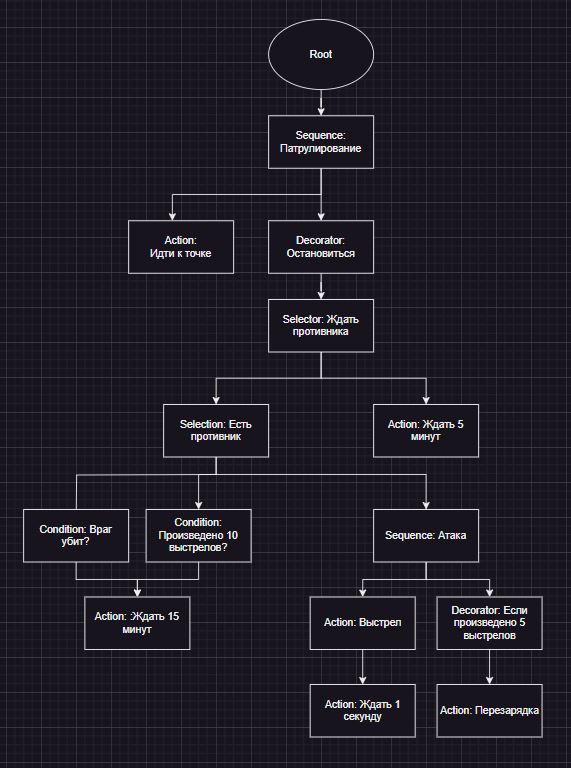 Root
Sequence:
Патрулирование
Action:
Идти к точке
Decorator:
Остановиться
Selector: Ждать
противника
Selection: Есть
противник
Action: Ждать 5
минут
Condition: Враг
убит?
Condition:
Произведено 10
выстрелов?
Sequence: Атака
Action: Ждать 15
минут
Action: Выстрел
Decorator: Если
произведено 5
выстрелов
Action: Ждать 1
секунду
Action: Перезарядка